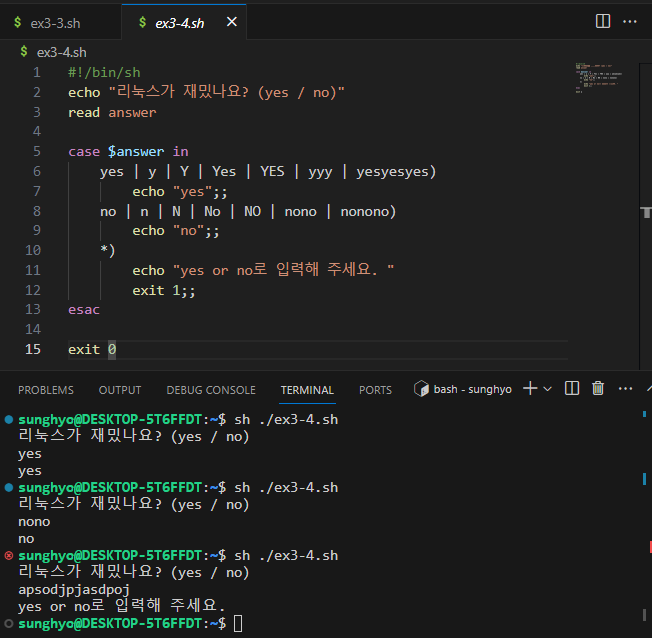 $ ex3-3.sh $ ex3-4.sh ✕ ···
$ ex3-4.sh
1 #!/bin/sh
2 echo "리눅스가 재밌나요? (yes / no)"
3 read answer
4
5 case $answer in
6 yes | y | Y | Yes | YES | yyy | yesyesyes)
7 echo "yes";;
8 no | n | N | No | NO | nono | nonono)
9 echo "no";;
10 *)
11 echo "yes or no로 입력해 주세요. "
12 exit 1;;
13 esac
14
15 exit 0
PROBLEMS OUTPUT DEBUG CONSOLE TERMINAL PORTS bash - sunghyo
sunghyo@DESKTOP-5T6FFDT:~$ sh ./ex3-4.sh
리눅스가 재밌나요? (yes / no)
yes
yes
sunghyo@DESKTOP-5T6FFDT:~$ sh ./ex3-4.sh
리눅스가 재밌나요? (yes / no)
nono
no
sunghyo@DESKTOP-5T6FFDT:~$ sh ./ex3-4.sh
리눅스가 재밌나요? (yes / no)
apsodjpjasdpoj
yes or no로 입력해 주세요.
sunghyo@DESKTOP-5T6FFDT:~$